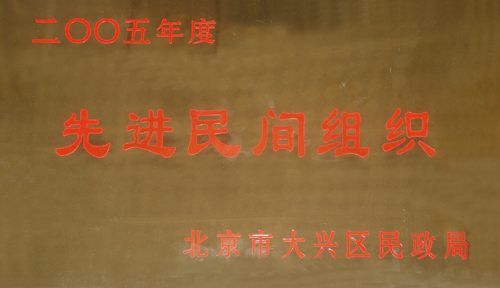 二〇〇五年度
先进民间组织
北京市大兴区民政局